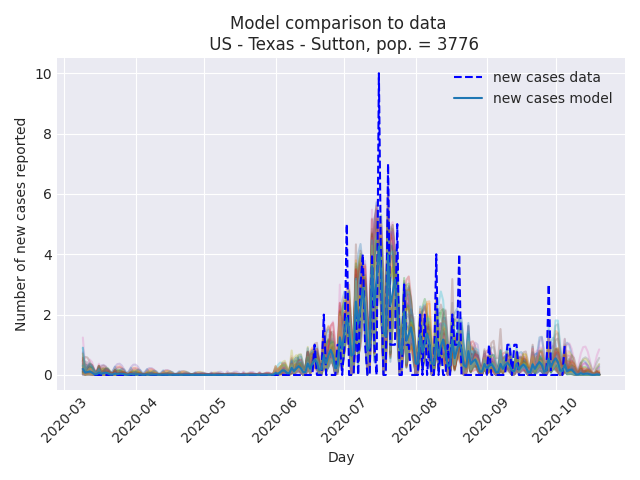 Model comparison to data
US - Texas - Sutton, pop. = 3776
new cases data
new cases model
Number of new cases reported
10
8
6
4
2
0
2020-03
2020-04
2020-05
2020-06
2020-07
2020-08
2020-09
2020-10
Day